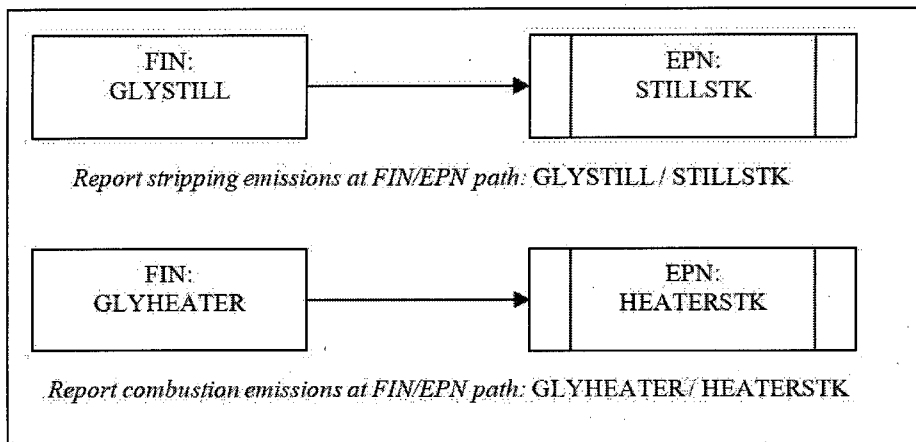 FIN:
GLYSTILL
EPN:
STILLSTK
Report stripping emissions at FIN/EPN path: GLYSTILL / STILLSTK
FIN:
GLYHEATER
EPN:
HEATERSTK
Report combustion emissions at FIN/EPN path: GLYHEATER / HEATERSTK